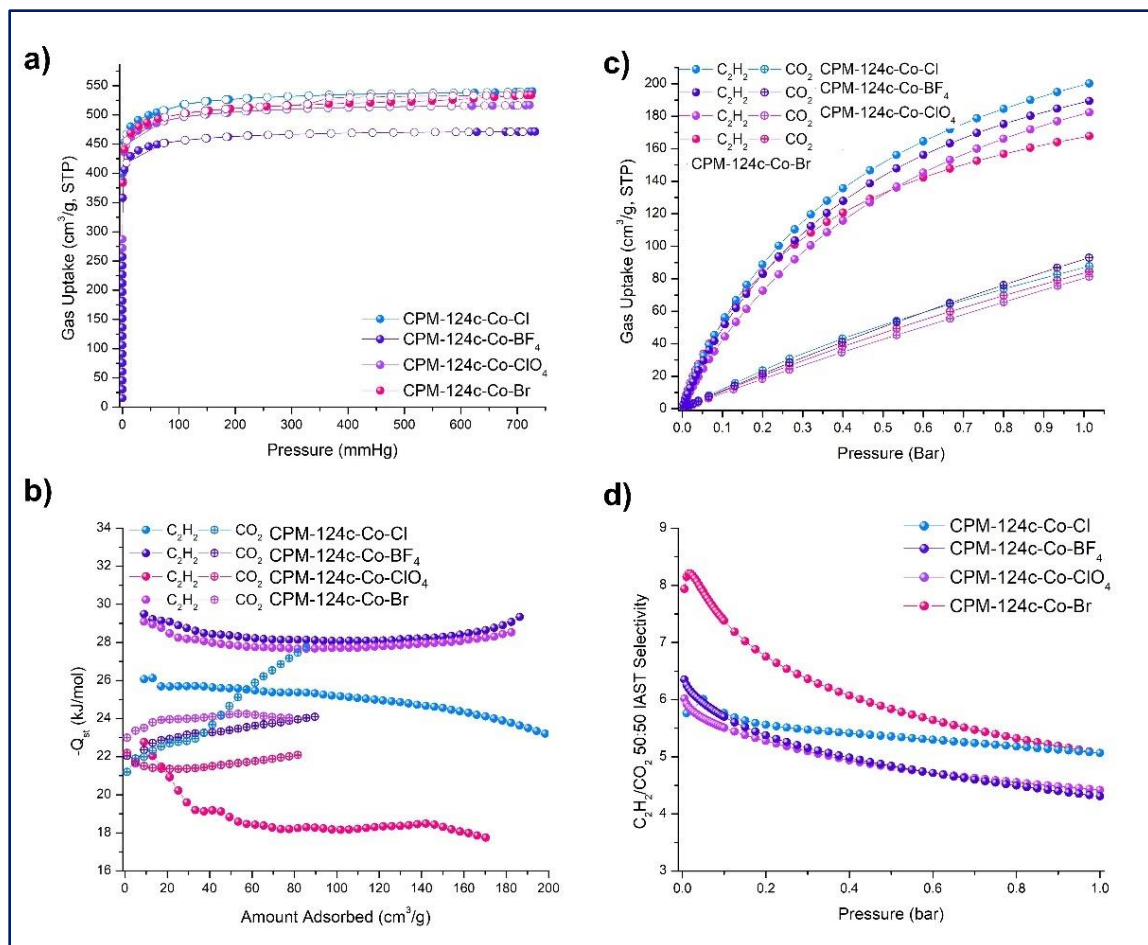 a)
550
500
450
400
350
300
250
200
150
100
50
0
Gas Uptake (cm³/g, STP)
CPM-124c-Co-Cl
CPM-124c-Co-BF₄
CPM-124c-Co-ClO₄
CPM-124c-Co-Br
0 100 200 300 400 500 600 700
Pressure (mmHg)
b)
C₂H₂ CO₂ CPM-124c-Co-Cl
C₂H₂ CO₂ CPM-124c-Co-BF₄
C₂H₂ CO₂ CPM-124c-Co-ClO₄
C₂H₂ CO₂ CPM-124c-Co-Br
34
32
30
28
26
24
22
20
18
16
-Qst (kJ/mol)
0 20 40 60 80 100 120 140 160 180 200
Amount Adsorbed (cm³/g)
c)
C₂H₂ CO₂ CPM-124c-Co-Cl
C₂H₂ CO₂ CPM-124c-Co-BF₄
C₂H₂ CO₂ CPM-124c-Co-ClO₄
C₂H₂ CO₂
CPM-124c-Co-Br
200
180
160
140
120
100
80
60
40
20
0
Gas Uptake (cm³/g, STP)
0.0 0.1 0.2 0.3 0.4 0.5 0.6 0.7 0.8 0.9 1.0
Pressure (Bar)
d)
9
8
7
6
5
4
C₂H₂/CO₂ 50:50 IAST Selectivity
CPM-124c-Co-Cl
CPM-124c-Co-BF₄
CPM-124c-Co-ClO₄
CPM-124c-Co-Br
0.0 0.2 0.4 0.6 0.8 1.0
Pressure (bar)